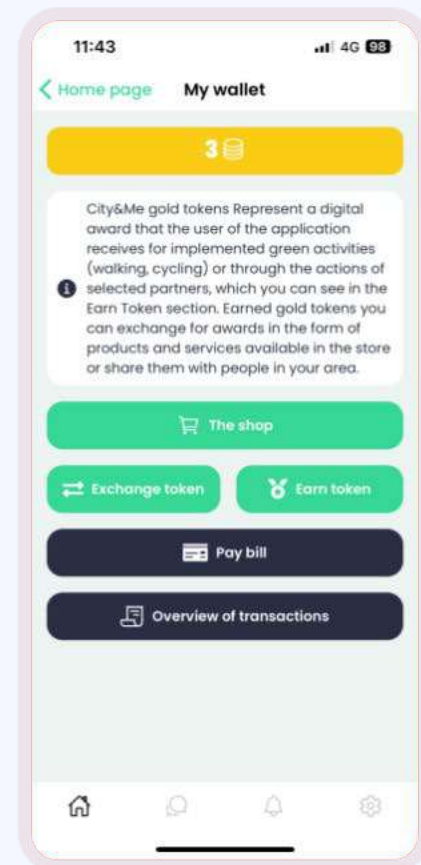 11:43
4G 98
Home page
My wallet
3
City&Me gold tokens Represent a digital
award that the user of the application
receives for implemented green activities
(walking, cycling) or through the actions of
selected partners, which you can see in the
Earn Token section. Earned gold tokens you
can exchange for awards in the form of
products and services available in the store
or share them with people in your area.
The shop
Exchange token
Earn token
Pay bill
Overview of transactions